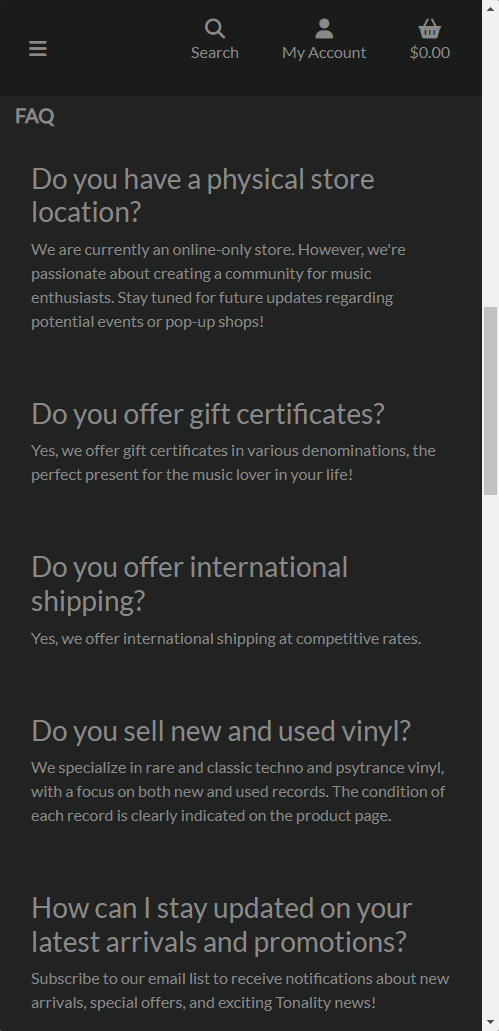 Search
My Account
$0.00
FAQ
Do you have a physical store
location?
We are currently an online-only store. However, we're
passionate about creating a community for music
enthusiasts. Stay tuned for future updates regarding
potential events or pop-up shops!
Do you offer gift certificates?
Yes, we offer gift certificates in various denominations, the
perfect present for the music lover in your life!
Do you offer international
shipping?
Yes, we offer international shipping at competitive rates.
Do you sell new and used vinyl?
We specialize in rare and classic techno and psytrance vinyl,
with a focus on both new and used records. The condition of
each record is clearly indicated on the product page.
How can I stay updated on your
latest arrivals and promotions?
Subscribe to our email list to receive notifications about new
arrivals, special offers, and exciting Tonality news!